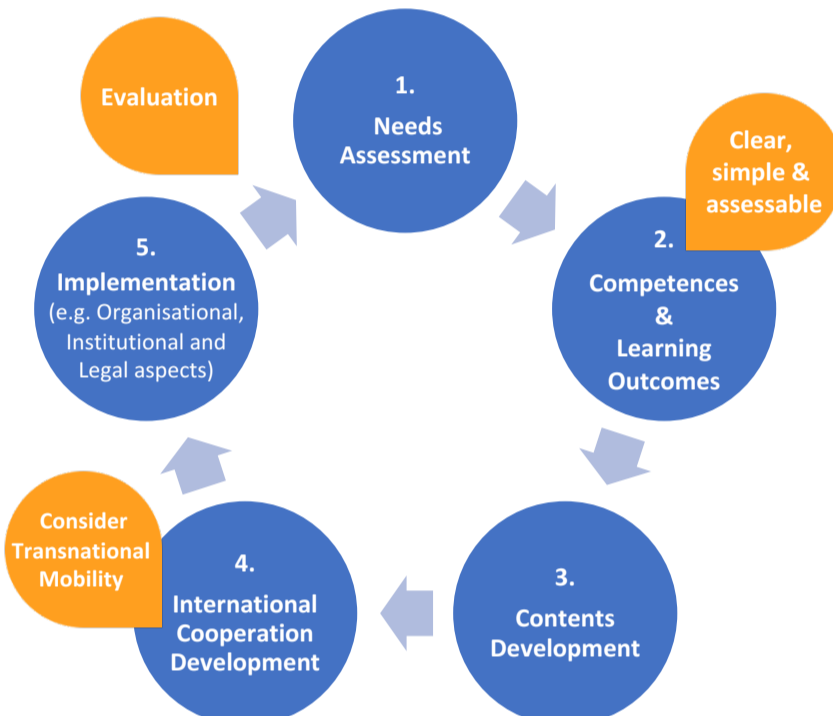 Evaluation
1.
Needs
Assessment
Clear,
simple &
assessable
2.
Competences
&
Learning
Outcomes
3.
Contents
Development
4.
International
Cooperation
Development
Consider
Transnational
Mobility
5.
Implementation
(e.g. Organisational,
Institutional and
Legal aspects)